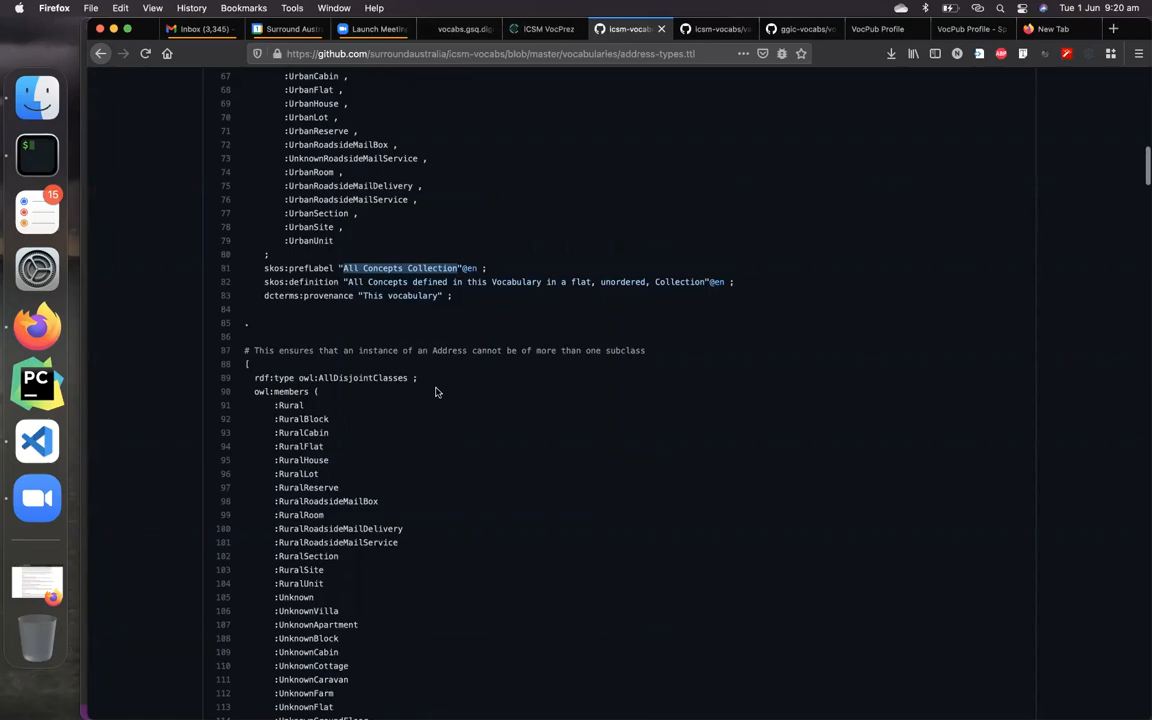 Firefox File Edit View History Bookmarks Tools Window Help Tue 1 Jun 9:20 am
Inbox (3,345) Surround Aust Launch Meeting vocabs.gsq.dig ICSM VocPrez icsm-vocab icsm-vocabs/va ggic-vocabs/vo VocPub Profile VocPub Profile - Sp New Tab
https://github.com/surroundaustralia/icsm-vocabs/blob/master/vocabularies/address-types.ttl
67 :UrbanCabin ,
68 :UrbanFlat ,
69 :UrbanHouse ,
70 :UrbanLot ,
71 :UrbanReserve ,
72 :UrbanRoadsideMailBox ,
73 :UnknownRoadsideMailService ,
74 :UrbanRoom ,
75 :UrbanRoadsideMailDelivery ,
76 :UrbanRoadsideMailService ,
77 :UrbanSection ,
78 :UrbanSite ,
79 :UrbanUnit
80 ;
81 skos:prefLabel "All Concepts Collection"@en ;
82 skos:definition "All Concepts defined in this Vocabulary in a flat, unordered, Collection"@en ;
83 dcterms:provenance "This vocabulary" ;
84
85 .
86
87 # This ensures that an instance of an Address cannot be of more than one subclass
88 [
89 rdf:type owl:AllDisjointClasses ;
90 owl:members (
91 :Rural
92 :RuralBlock
93 :RuralCabin
94 :RuralFlat
95 :RuralHouse
96 :RuralLot
97 :RuralReserve
98 :RuralRoadsideMailBox
99 :RuralRoom
100 :RuralRoadsideMailDelivery
101 :RuralRoadsideMailService
102 :RuralSection
103 :RuralSite
104 :RuralUnit
105 :Unknown
106 :UnknownVilla
107 :UnknownApartment
108 :UnknownBlock
109 :UnknownCabin
110 :UnknownCottage
111 :UnknownCaravan
112 :UnknownFarm
113 :UnknownFlat
15
PC